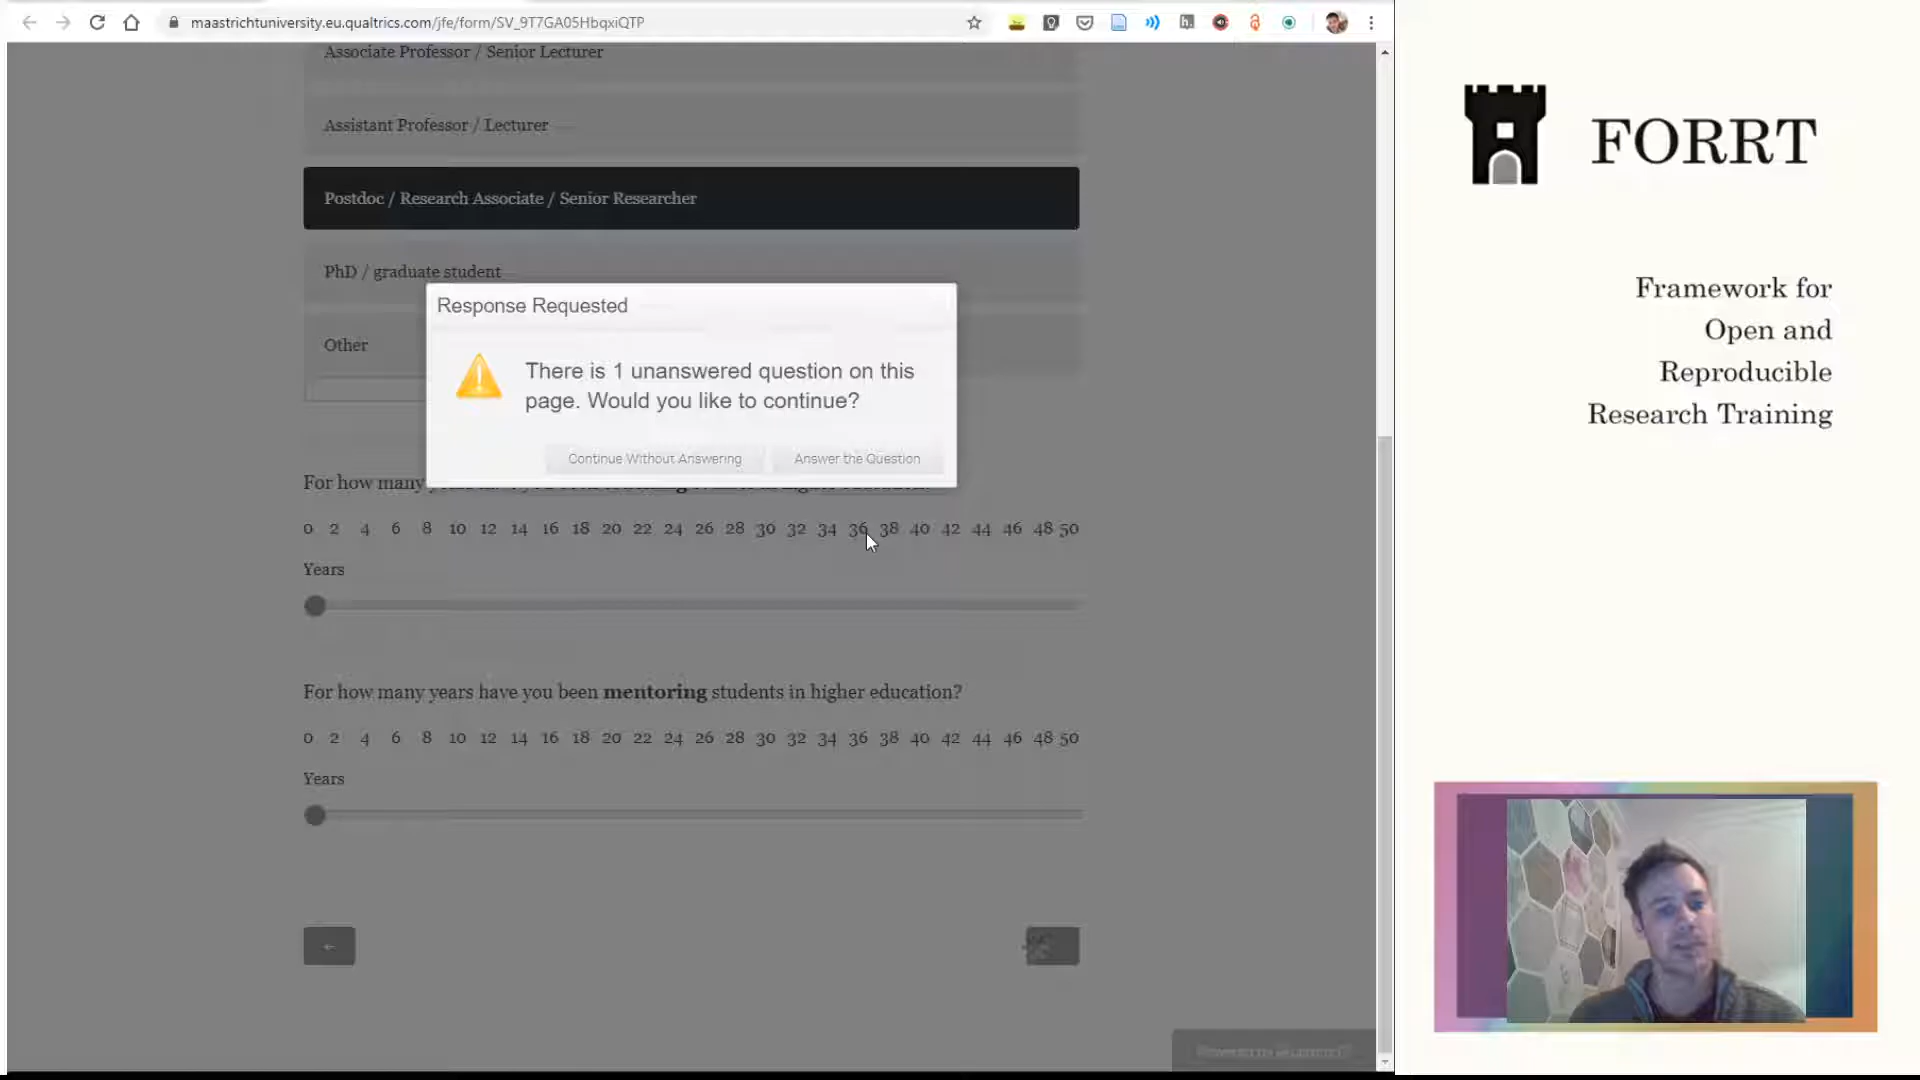 maastrichtuniversity.eu.qualtrics.com/jfe/form/SV_9T7GA05HbqxiQTP
Associate Professor / Senior Lecturer
Assistant Professor / Lecturer
Postdoc / Research Associate / Senior Researcher
PhD / graduate student
Other
Response Requested
There is 1 unanswered question on this
page. Would you like to continue?
Continue Without Answering
Answer the Question
For how many
0 2 4 6 8 10 12 14 16 18 20 22 24 26 28 30 32 34 36 38 40 42 44 46 48 50
Years
For how many years have you been mentoring students in higher education?
0 2 4 6 8 10 12 14 16 18 20 22 24 26 28 30 32 34 36 38 40 42 44 46 48 50
Years
FORRT
Framework for
Open and
Reproducible
Research Training